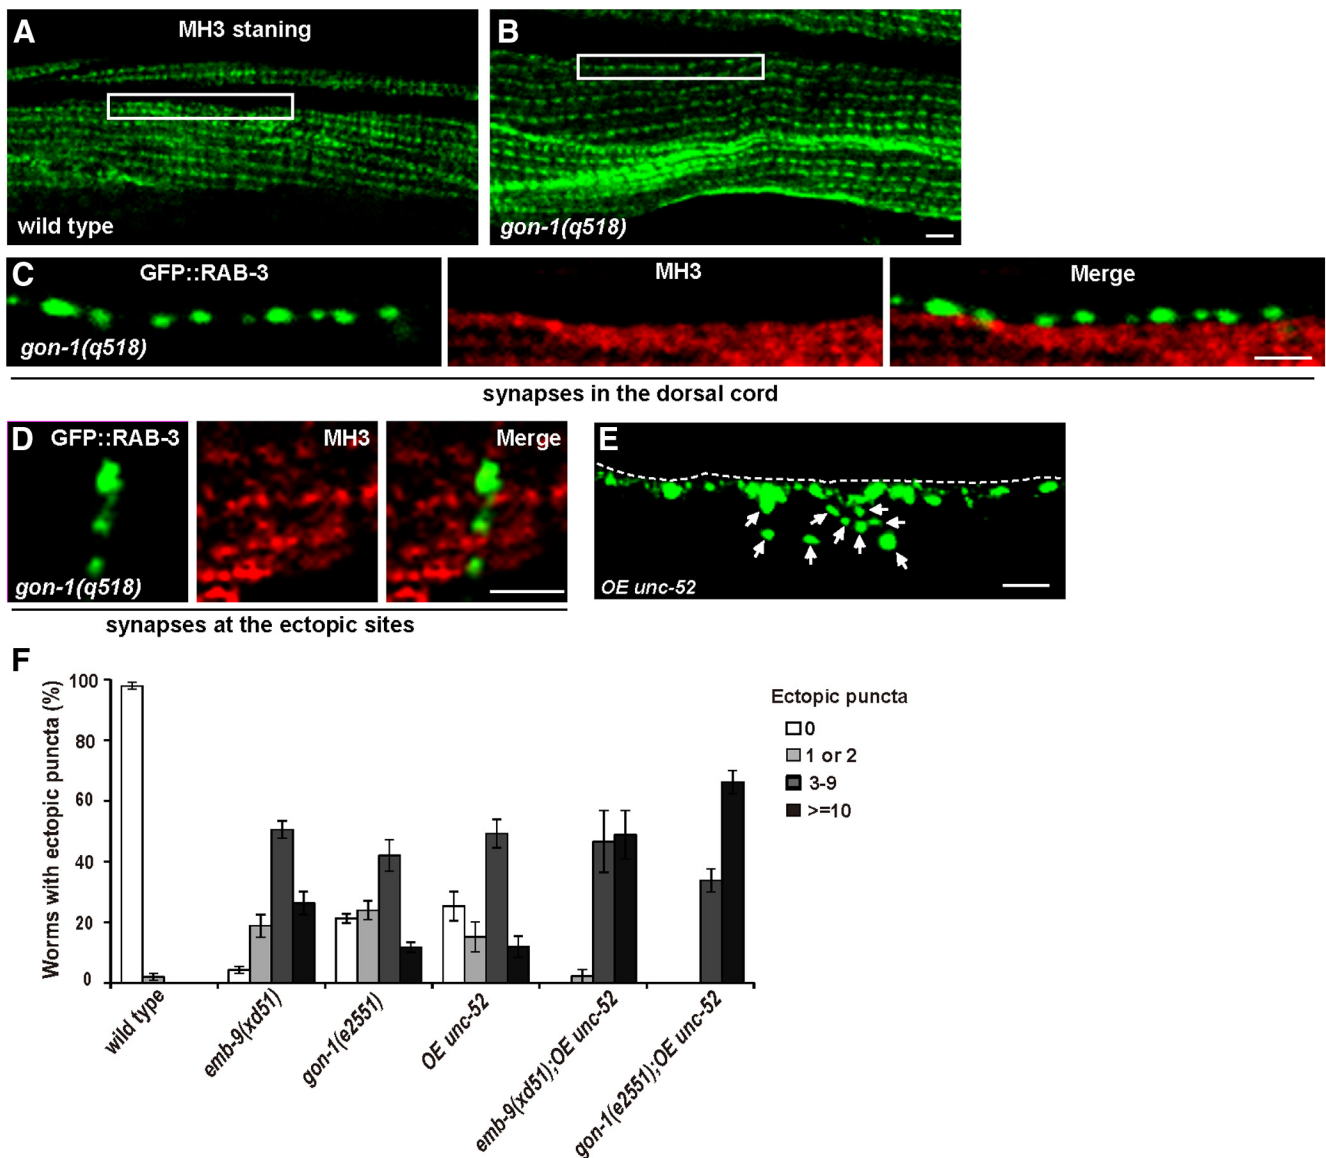 A
MH3 staning
wild type
B
gon-1(q518)
C
GFP::RAB-3
gon-1(q518)
MH3
Merge
synapses in the dorsal cord
D
GFP::RAB-3
gon-1(q518)
MH3
Merge
synapses at the ectopic sites
E
OE unc-52
F
Worms with ectopic puncta (%)
100
80
60
40
20
0
wild type
emb-9(xd51)
gon-1(e2551)
OE unc-52
emb-9(xd51);OE unc-52
gon-1(e2551);OE unc-52
Ectopic puncta
0
1 or 2
3-9
>=10